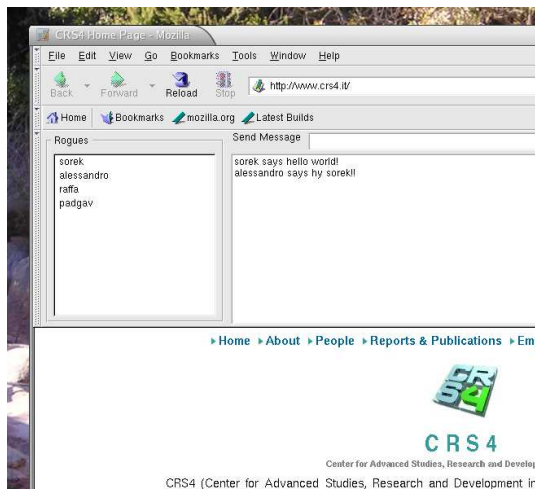 CRS4 Home Page - Mozilla
File Edit View Go Bookmarks Tools Window Help
Back Forward Reload Stop http://www.crs4.it/
Home Bookmarks mozilla.org Latest Builds
Rogues
Send Message
sorek
alessandro
raffa
padgav
sorek says hello world!
alessandro says hy sorek!!
Home About People Reports & Publications Em
CRS4
CRS4
Center for Advanced Studies, Research and Develop
CRS4 (Center for Advanced Studies, Research and Development in